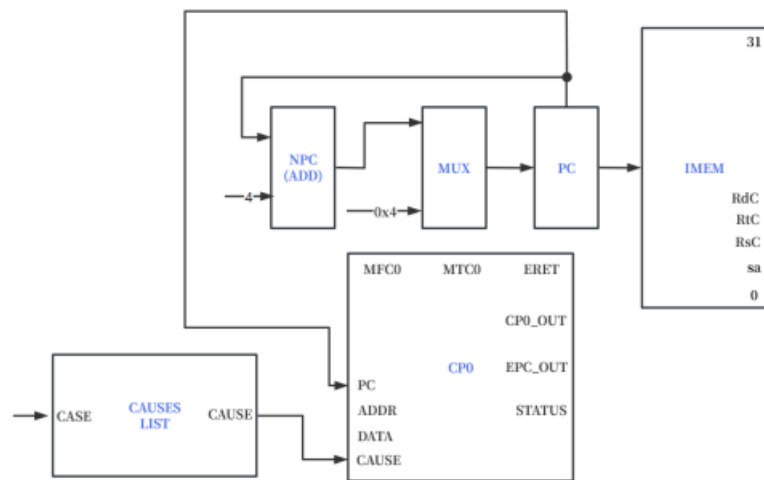 31
NPC
(ADD)
MUX
PC
IMEM
4
0x4
RdC
RtC
RsC
sa
0
MFC0 MTC0 ERET
CP0_OUT
CP0
EPC_OUT
PC
ADDR
STATUS
DATA
CAUSE
CASE
CAUSES
LIST
CAUSE